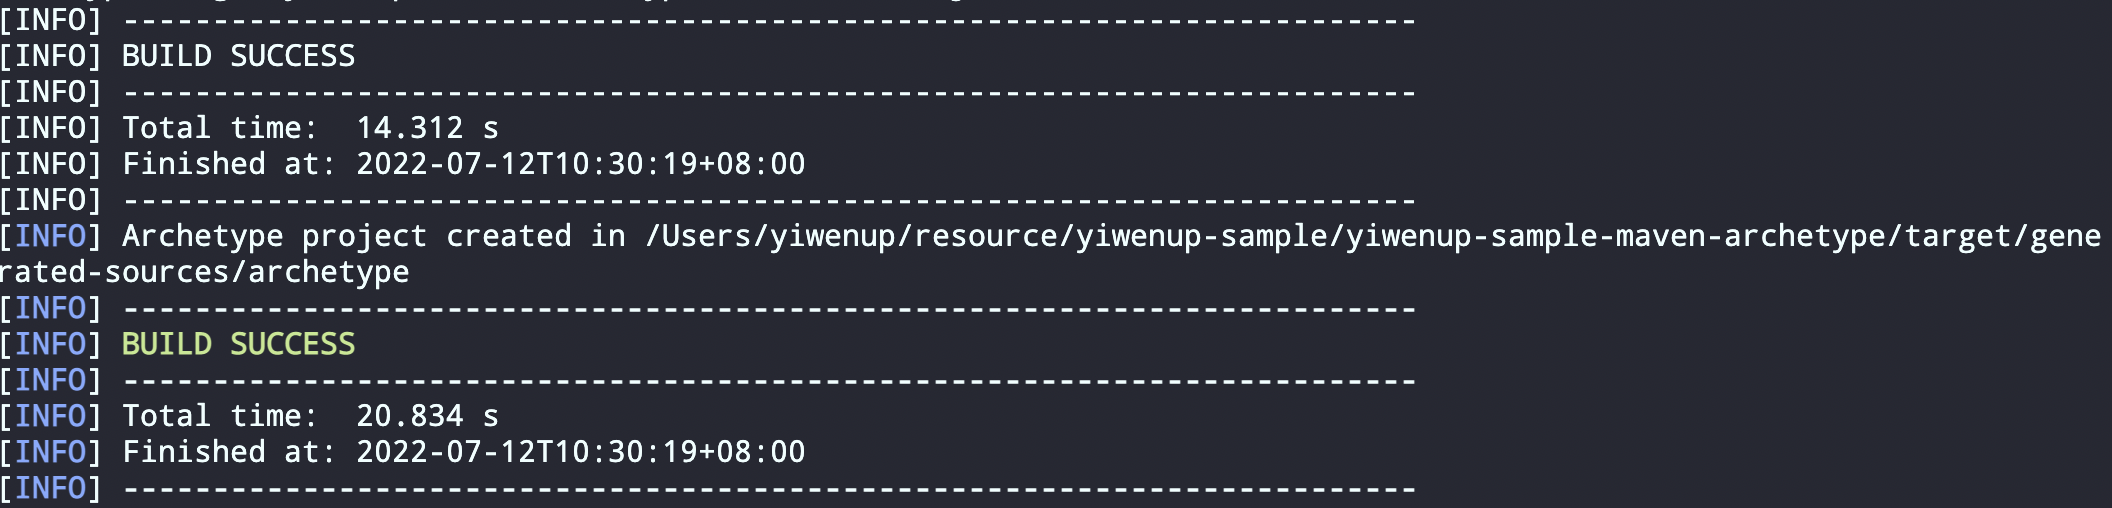 [INFO] ------------------------------------------------------------------------
[INFO] BUILD SUCCESS
[INFO] ------------------------------------------------------------------------
[INFO] Total time:  14.312 s
[INFO] Finished at: 2022-07-12T10:30:19+08:00
[INFO] ------------------------------------------------------------------------
[INFO] Archetype project created in /Users/yiwenup/resource/yiwenup-sample/yiwenup-sample-maven-archetype/target/gene
rated-sources/archetype
[INFO] ------------------------------------------------------------------------
[INFO] BUILD SUCCESS
[INFO] ------------------------------------------------------------------------
[INFO] Total time:  20.834 s
[INFO] Finished at: 2022-07-12T10:30:19+08:00
[INFO] ------------------------------------------------------------------------